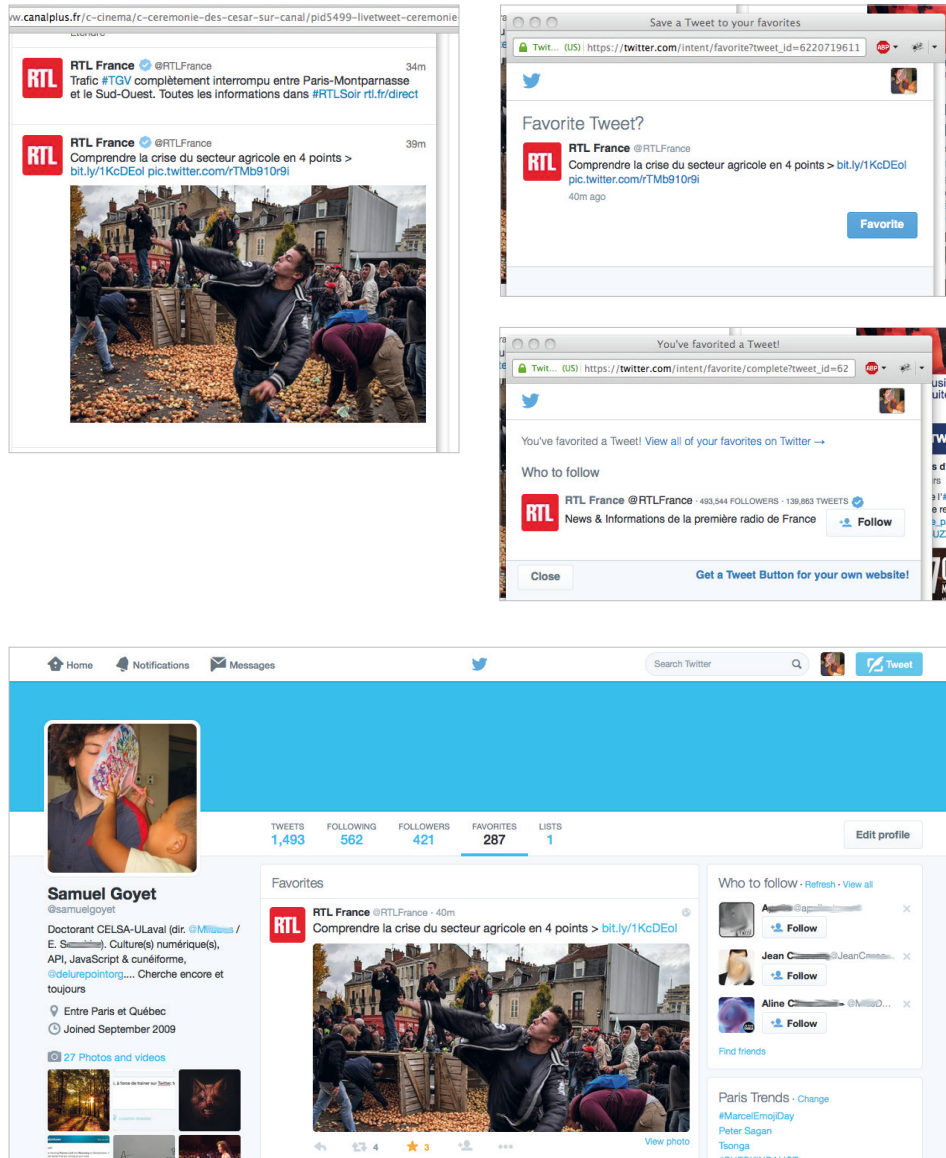 w.canalplus.fr/c-cinema/c-ceremonie-des-cesar-sur-canal/pid5499-livetweet-ceremonie
RTL
RTL France @RTLFrance 34m
Trafic #TGV complètement interrompu entre Paris-Montparnasse
et le Sud-Ouest. Toutes les informations dans #RTLSoir rtl.fr/direct
RTL
RTL France @RTLFrance 39m
Comprendre la crise du secteur agricole en 4 points >
bit.ly/1KcDEol pic.twitter.com/rTMb910r9i
Save a Tweet to your favorites
Twit... (US) https://twitter.com/intent/favorite?tweet_id=6220719611 ABP
Favorite Tweet?
RTL
RTL France @RTLFrance
Comprendre la crise du secteur agricole en 4 points > bit.ly/1KcDEol
pic.twitter.com/rTMb910r9i
40m ago
Favorite
You've favorited a Tweet!
Twit... (US) https://twitter.com/intent/favorite/complete?tweet_id=62 ABP
You've favorited a Tweet! View all of your favorites on Twitter →
Who to follow
RTL
RTL France @RTLFrance · 493,544 FOLLOWERS · 139,863 TWEETS
News & Informations de la première radio de France
Follow
Close
Get a Tweet Button for your own website!
Home Notifications Messages Search Twitter Tweet
TWEETS FOLLOWING FOLLOWERS FAVORITES LISTS
1,493 562 421 287 1
Edit profile
Samuel Goyet
@samuelgoyet
Doctorant CELSA-ULaval (dir. /
E. Culture(s) numérique(s),
API, JavaScript & cunéiforme,
@delurepointorg.... Cherche encore et
toujours
Entre Paris et Québec
Joined September 2009
27 Photos and videos
Favorites
RTL
RTL France @RTLFrance · 40m
Comprendre la crise du secteur agricole en 4 points > bit.ly/1KcDEol
4 3
View photo
Who to follow · Refresh · View all
Follow
Jean
Follow
Aline
Follow
Find friends
Paris Trends · Change
#MarcelEmojiDay
Peter Sagan
Tsonga